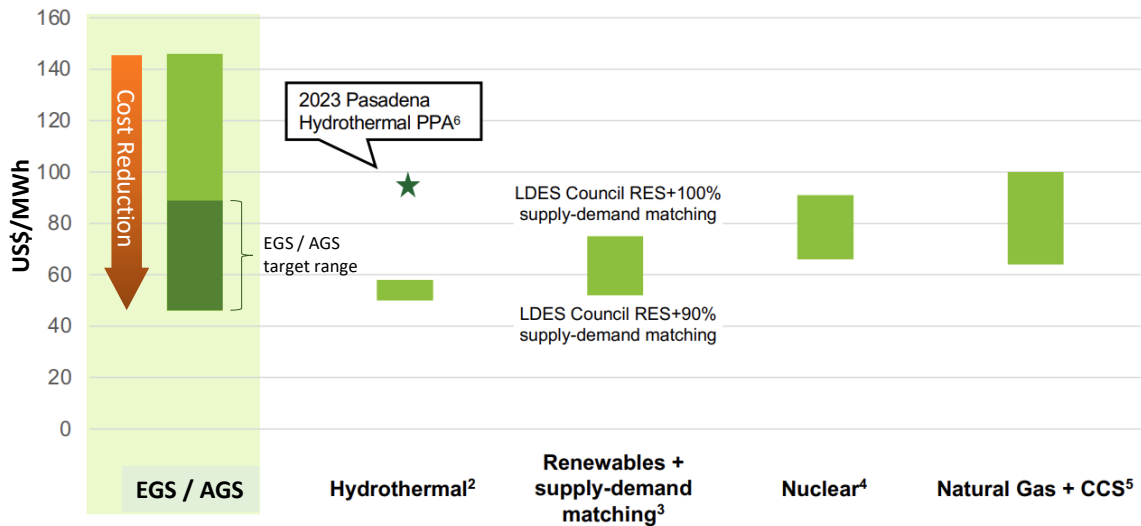 160
140
120
100
80
60
40
20
0
US$/MWh
Cost Reduction
2023 Pasadena
Hydrothermal PPA⁶
EGS / AGS
target range
LDES Council RES+100%
supply-demand matching
LDES Council RES+90%
supply-demand matching
EGS / AGS
Hydrothermal²
Renewables +
supply-demand
matching³
Nuclear⁴
Natural Gas + CCS⁵